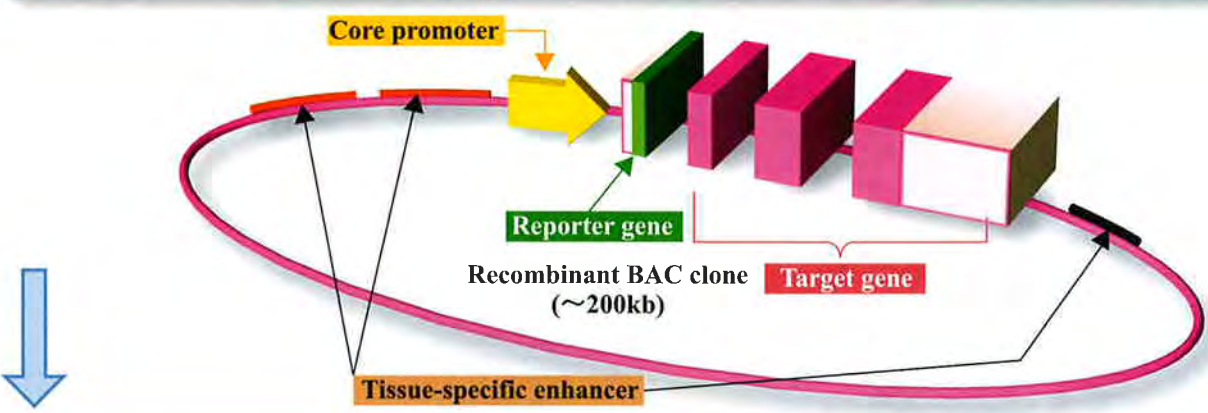 Core promoter
Reporter gene
Recombinant BAC clone
(~200kb)
Target gene
Tissue-specific enhancer